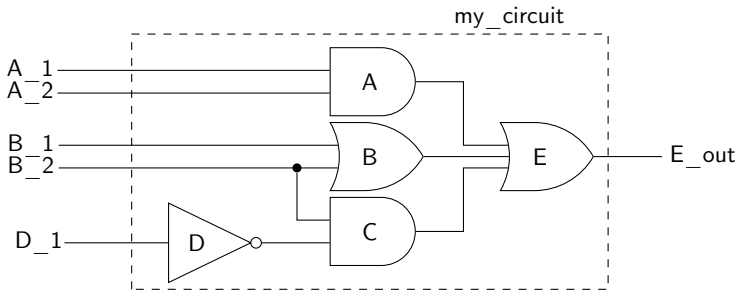 my_circuit
A_1
A_2
A
B_1
B_2
B
E
E_out
D_1
D
C